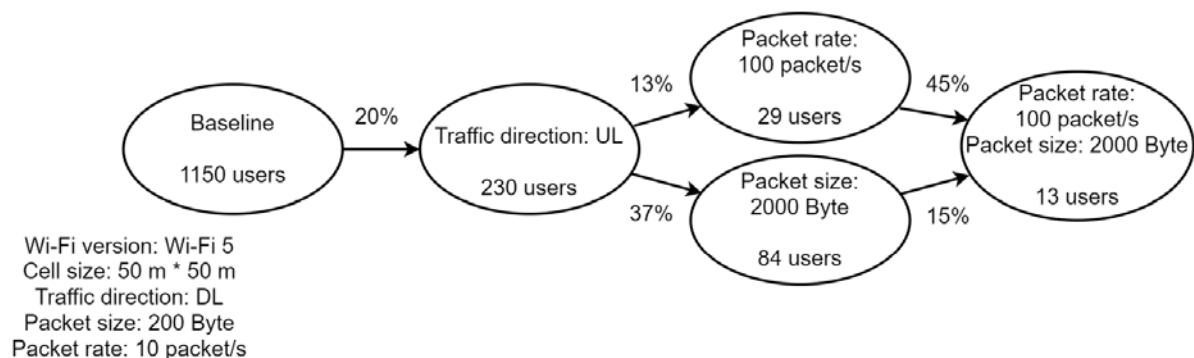 Baseline
1150 users
Wi-Fi version: Wi-Fi 5
Cell size: 50 m * 50 m
Traffic direction: DL
Packet size: 200 Byte
Packet rate: 10 packet/s
20%
Traffic direction: UL
230 users
13%
37%
Packet rate:
100 packet/s
29 users
Packet size:
2000 Byte
84 users
45%
15%
Packet rate:
100 packet/s
Packet size: 2000 Byte
13 users